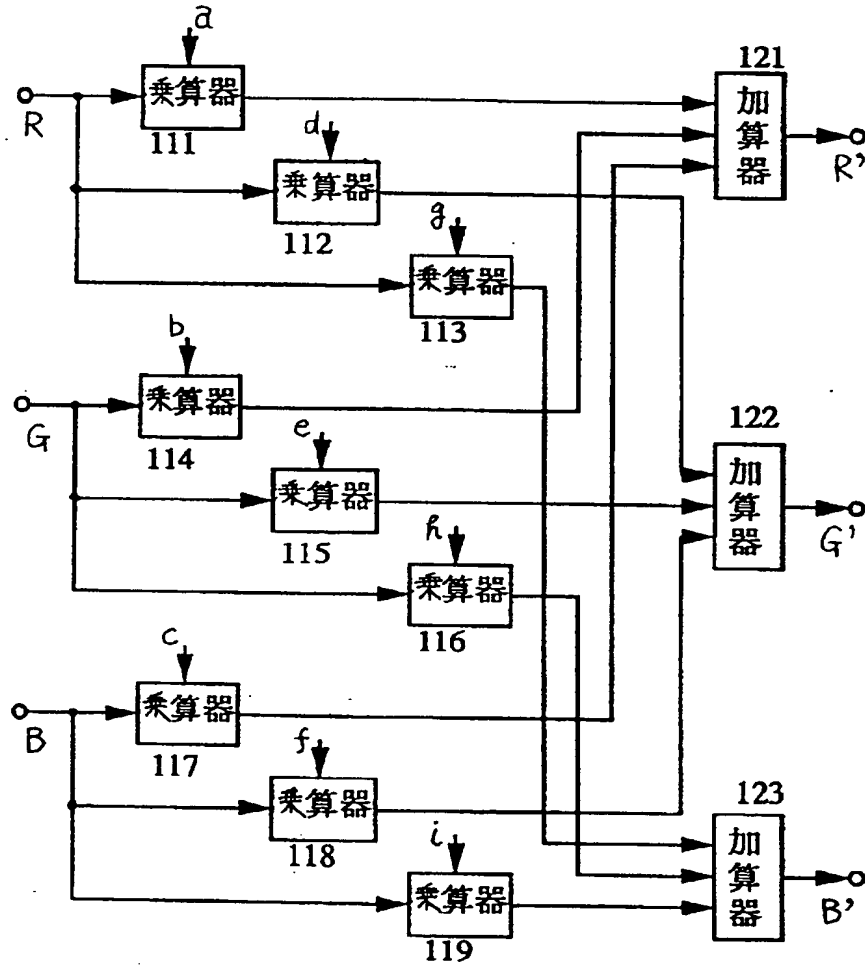 a
121
乗算器
加算器
R
111
d
R'
乗算器
112
g
乗算器
113
b
乗算器
G
114
e
122
加算器
乗算器
115
h
G'
乗算器
116
c
乗算器
B
117
f
乗算器
123
118
i
加算器
乗算器
B'
119